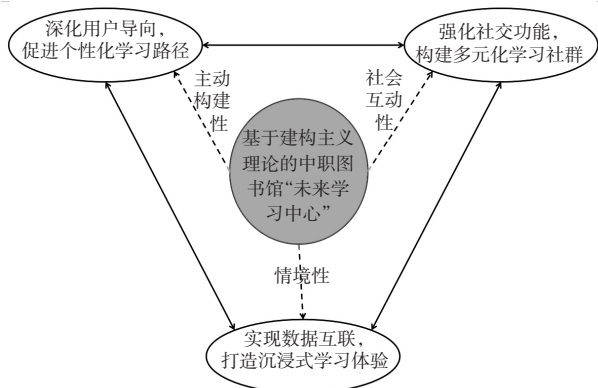 深化用户导向，
促进个性化学习路径
强化社交功能，
构建多元化学习社群
主动
构建
性
社会
互动
性
基于建构主义
理论的中职图
书馆“未来学
习中心”
情境性
实现数据互联，
打造沉浸式学习体验